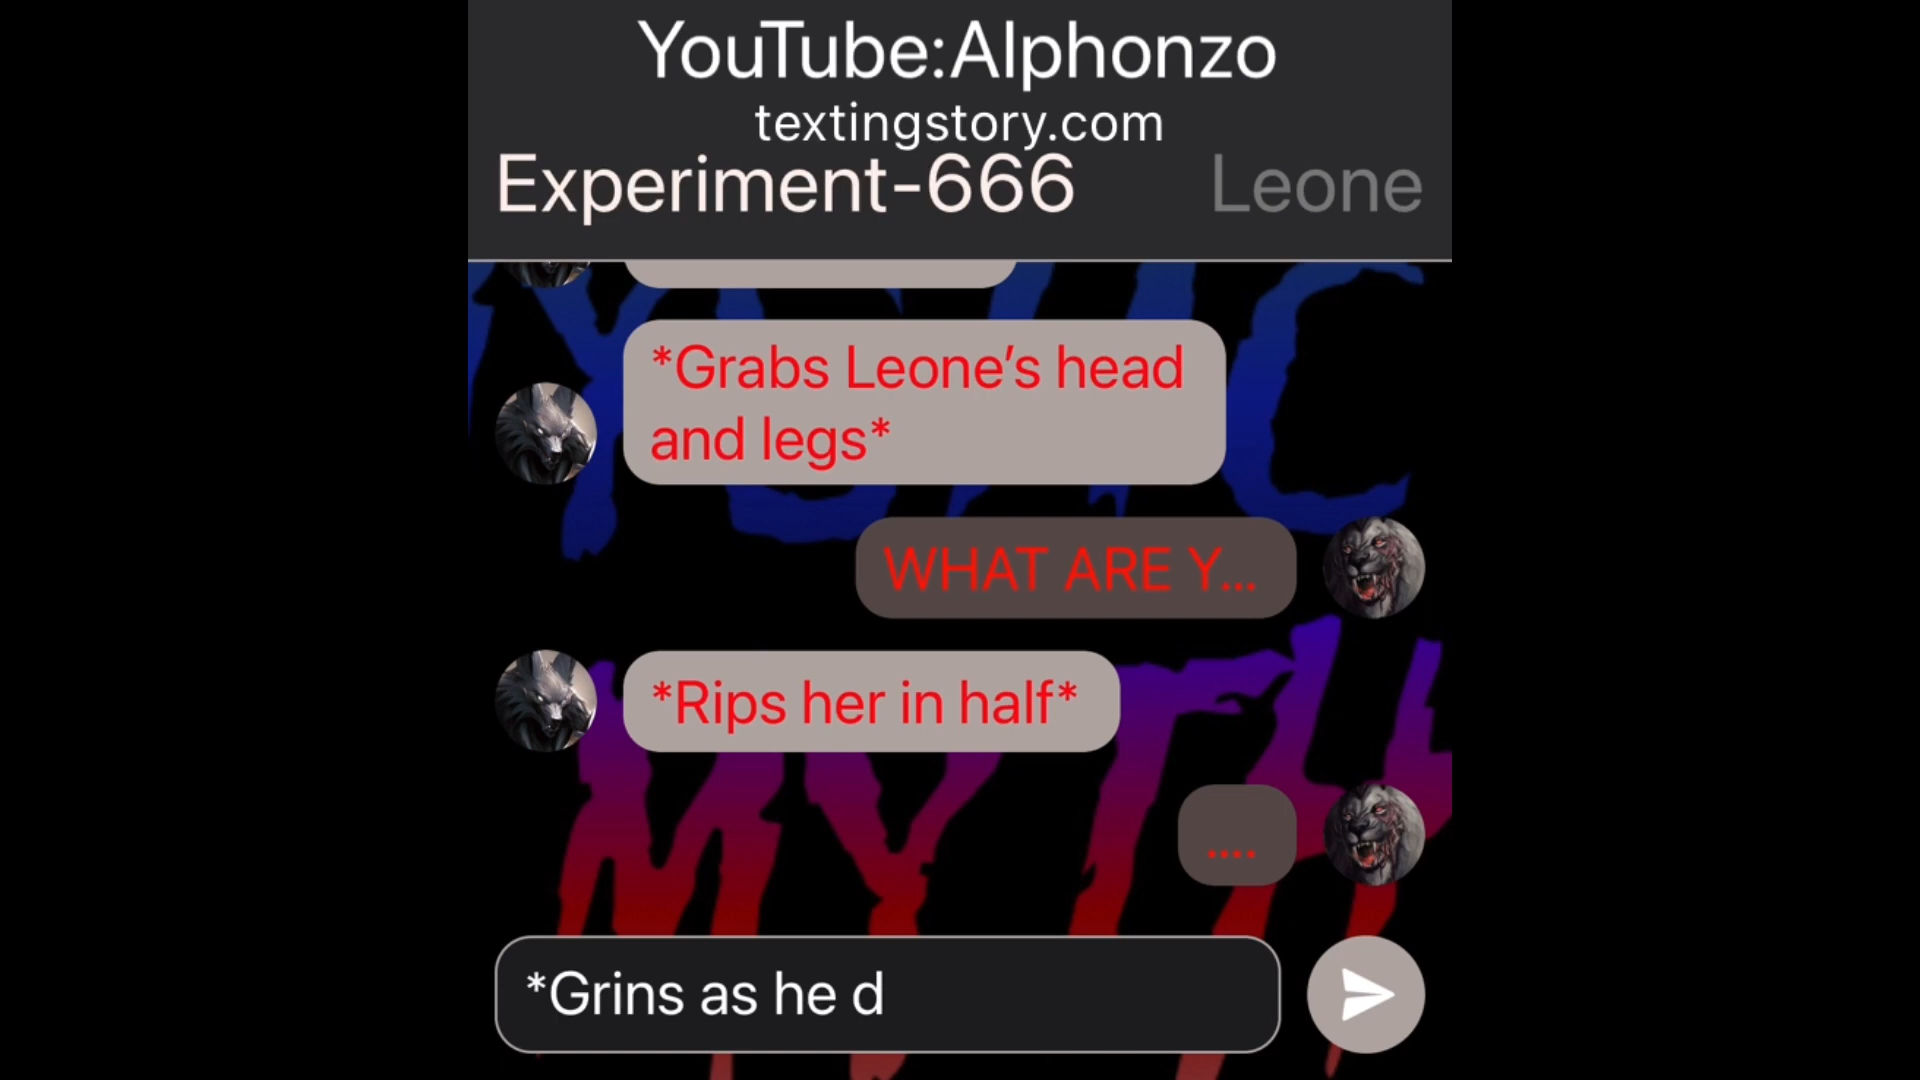 YouTube:Alphonzo
textingstory.com
Experiment-666 Leone
*Grabs Leone’s head
and legs*
WHAT ARE Y...
*Rips her in half*
....
*Grins as he d
MYTH